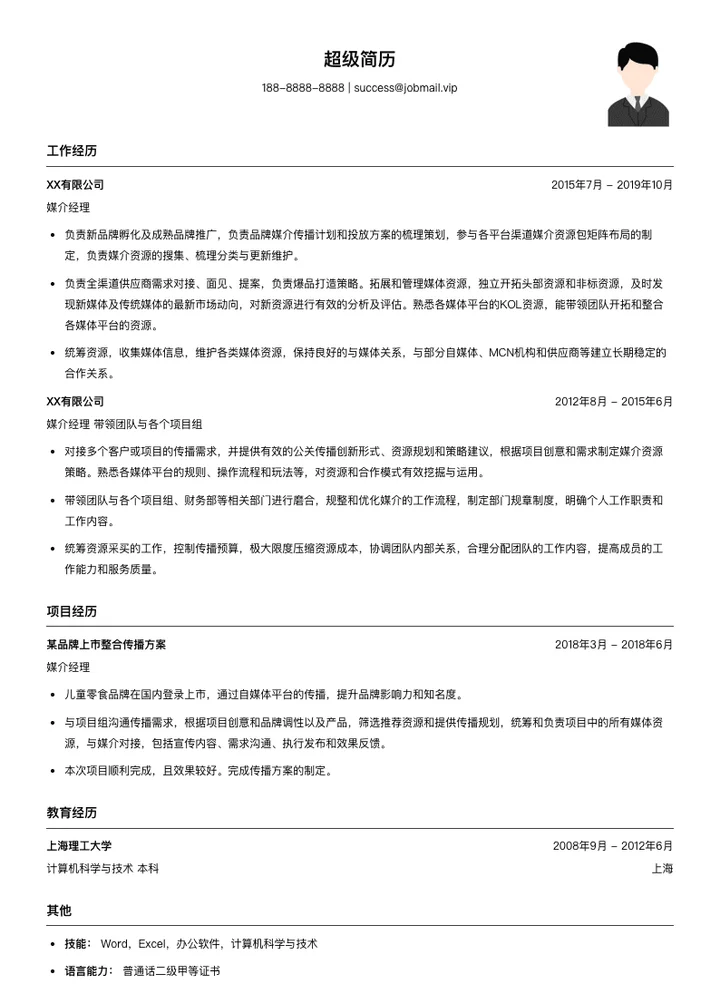 超级简历
188-8888-8888 | success@jobmail.vip
工作经历
XX有限公司 2015年7月 – 2019年10月
媒介经理
• 负责新品牌孵化及成熟品牌推广，负责品牌媒介传播计划和投放方案的梳理策划，参与各平台渠道媒介资源包矩阵布局的制
定，负责媒介资源的搜集、梳理分类与更新维护。
• 负责全渠道供应商需求对接、面见、提案，负责爆品打造策略。拓展和管理媒体资源，独立开拓头部资源和非标资源，及时发
现新媒体及传统媒体的最新市场动向，对新资源进行有效的分析及评估。熟悉各媒体平台的KOL资源，能带领团队开拓和整合
各媒体平台的资源。
• 统筹资源，收集媒体信息，维护各类媒体资源，保持良好的与媒体关系，与部分自媒体、MCN机构和供应商等建立长期稳定的
合作关系。
XX有限公司 2012年8月 – 2015年6月
媒介经理 带领团队与各个项目组
• 对接多个客户或项目的传播需求，并提供有效的公关传播创新形式、资源规划和策略建议，根据项目创意和需求制定媒介资源
策略。熟悉各媒体平台的规则、操作流程和玩法等，对资源和合作模式有效挖掘与运用。
• 带领团队与各个项目组、财务部等相关部门进行磨合，规整和优化媒介的工作流程，制定部门规章制度，明确个人工作职责和
工作内容。
• 统筹资源采买的工作，控制传播预算，极大限度压缩资源成本，协调团队内部关系，合理分配团队的工作内容，提高成员的工
作能力和服务质量。
项目经历
某品牌上市整合传播方案 2018年3月 – 2018年6月
媒介经理
• 儿童零食品牌在国内登录上市，通过自媒体平台的传播，提升品牌影响力和知名度。
• 与项目组沟通传播需求，根据项目创意和品牌调性以及产品，筛选推荐资源和提供传播规划，统筹和负责项目中的所有媒体资
源，与媒介对接，包括宣传内容、需求沟通、执行发布和效果反馈。
• 本次项目顺利完成，且效果较好。完成传播方案的制定。
教育经历
上海理工大学 2008年9月 – 2012年6月
计算机科学与技术 本科 上海
其他
• 技能： Word，Excel，办公软件，计算机科学与技术
• 语言能力： 普通话二级甲等证书